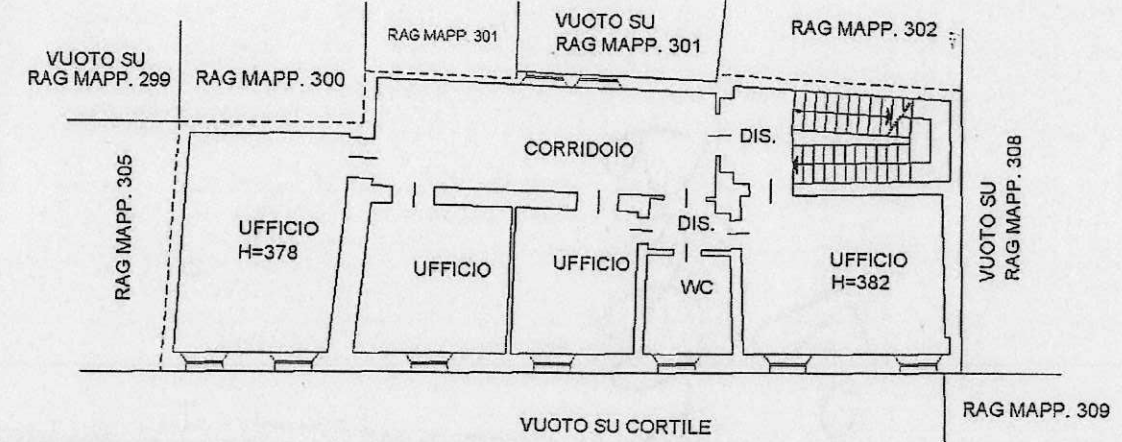 VUOTO SU
RAG MAPP. 299
RAG MAPP. 300
RAG MAPP. 301
VUOTO SU
RAG MAPP. 301
RAG MAPP. 302
RAG MAPP. 305
CORRIDOIO
DIS.
UFFICIO
H=378
UFFICIO
UFFICIO
DIS.
WC
UFFICIO
H=382
VUOTO SU
RAG MAPP. 308
VUOTO SU CORTILE
RAG MAPP. 309